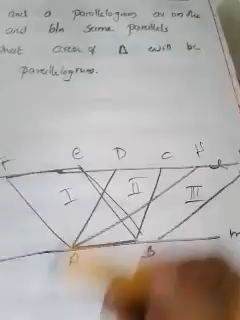 and a parallelogram are on the
and b/n same parallels
that area of Δ will be
parallelogram.
F E D C H l
I II III
A B m